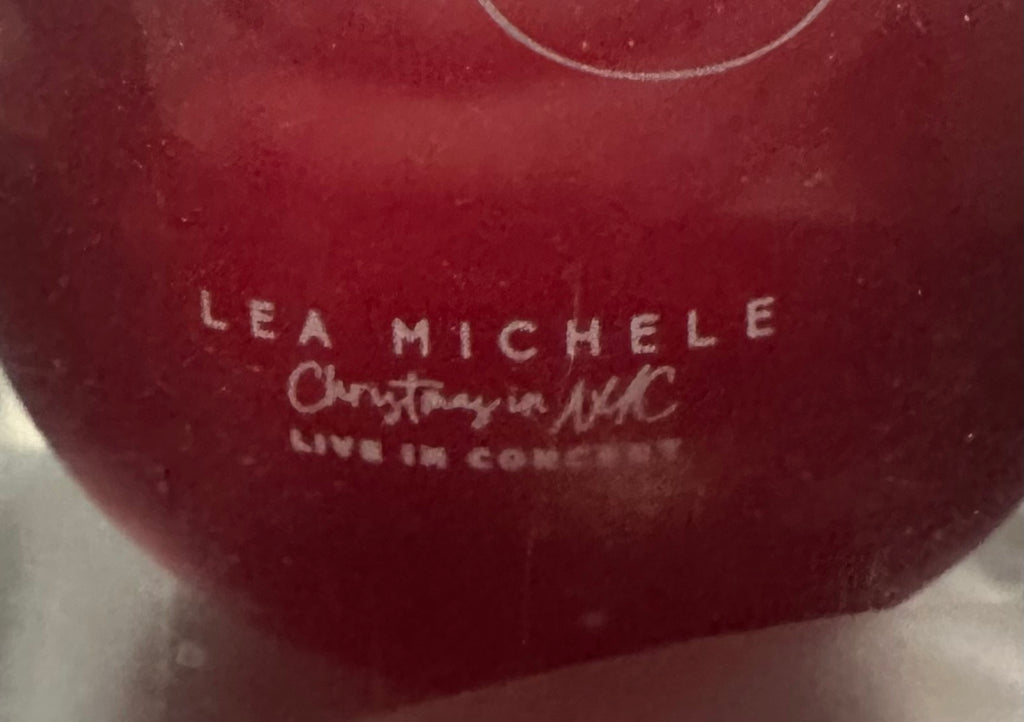 LEA MICHELE
Christmas in NYC
LIVE IN CONCERT